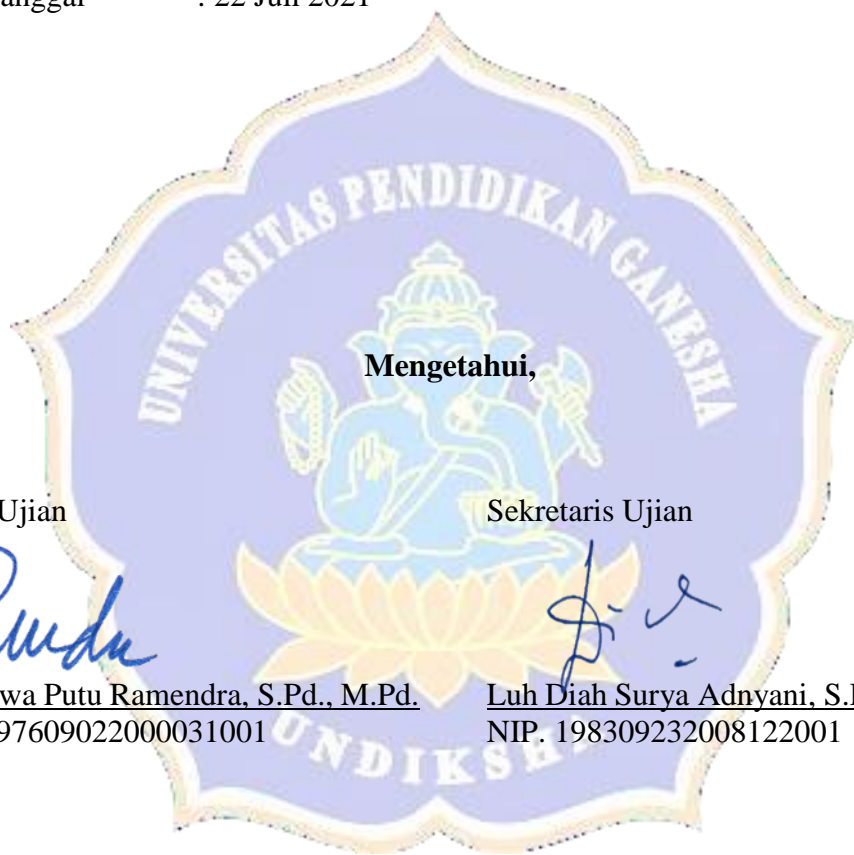 anggal : 22 Juli 2021
UNIVERSITAS PENDIDIKAN GANESHA
Mengetahui,
Ujian Sekretaris Ujian
wa Putu Ramendra, S.Pd., M.Pd. Luh Diah Surya Adnyani, S.
97609022000031001 NIP. 198309232008122001
UNDIKSHA